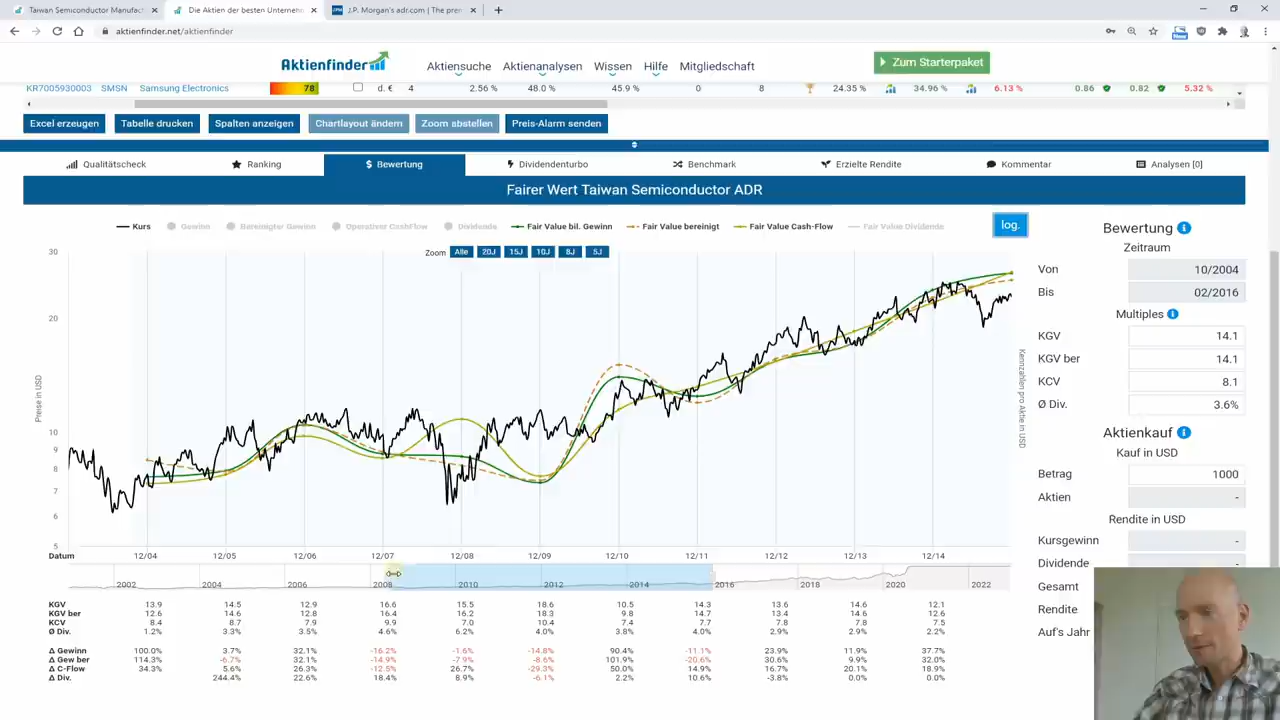 Taiwan Semiconductor Manufact
Die Aktien der besten Unternehm
J.P. Morgan's adr.com | The prem
aktienfinder.net/aktienfinder
Aktienfinder
Aktiensuche
Aktienanalysen
Wissen
Hilfe
Mitgliedschaft
Zum Starterpaket
KR7005930003 SMSN Samsung Electronics 78 d. € 4 2.56 % 48.0 % 45.9 % 0 8 24.35 % 34.96 % 6.13 % 0.86 0.82 5.32 %
Excel erzeugen
Tabelle drucken
Spalten anzeigen
Chartlayout ändern
Zoom abstellen
Preis-Alarm senden
Qualitätscheck
Ranking
$ Bewertung
Dividendenturbo
Benchmark
Erzielte Rendite
Kommentar
Analysen [0]
Fairer Wert Taiwan Semiconductor ADR
Kurs
Gewinn
Bereinigter Gewinn
Operativer CashFlow
Dividende
Fair Value bil. Gewinn
Fair Value bereinigt
Fair Value Cash-Flow
Fair Value Dividende
log.
Zoom Alle 20J 15J 10J 8J 5J
30
20
10
9
8
7
6
5
Preise in USD
Kennzahlen pro Aktie in USD
Datum 12/04 12/05 12/06 12/07 12/08 12/09 12/10 12/11 12/12 12/13 12/14
2002 2004 2006 2008 2010 2012 2014 2016 2018 2020 2022
KGV 13.9 14.5 12.9 16.6 15.5 18.6 10.5 14.3 13.6 14.6 12.1
KGV ber 12.6 14.6 12.8 16.4 16.2 18.3 9.8 14.7 13.4 14.6 12.6
KCV 8.4 8.7 7.9 9.9 7.0 10.4 7.4 7.7 7.8 7.8 7.5
Ø Div. 1.2% 3.3% 3.5% 4.6% 6.2% 4.0% 3.8% 4.0% 2.9% 2.9% 2.2%
Δ Gewinn 100.0% 3.7% 32.1% -16.2% -1.6% -14.8% 90.4% -11.1% 23.9% 11.9% 37.7%
Δ Gew ber 114.3% -6.7% 32.1% -14.9% -7.9% -8.6% 101.9% -20.6% 30.6% 9.9% 32.0%
Δ C-Flow 34.3% 5.6% 26.3% -12.5% 26.7% -29.3% 50.0% 14.9% 16.7% 20.1% 18.9%
Δ Div. 244.4% 22.6% 18.4% 8.9% -6.1% 2.2% 10.6% -3.8% 0.0% 0.0%
Bewertung
Zeitraum
Von 10/2004
Bis 02/2016
Multiples
KGV 14.1
KGV ber 14.1
KCV 8.1
Ø Div. 3.6%
Aktienkauf
Kauf in USD
Betrag 1000
Aktien -
Rendite in USD
Kursgewinn -
Dividende
Gesamt
Rendite
Auf's Jahr